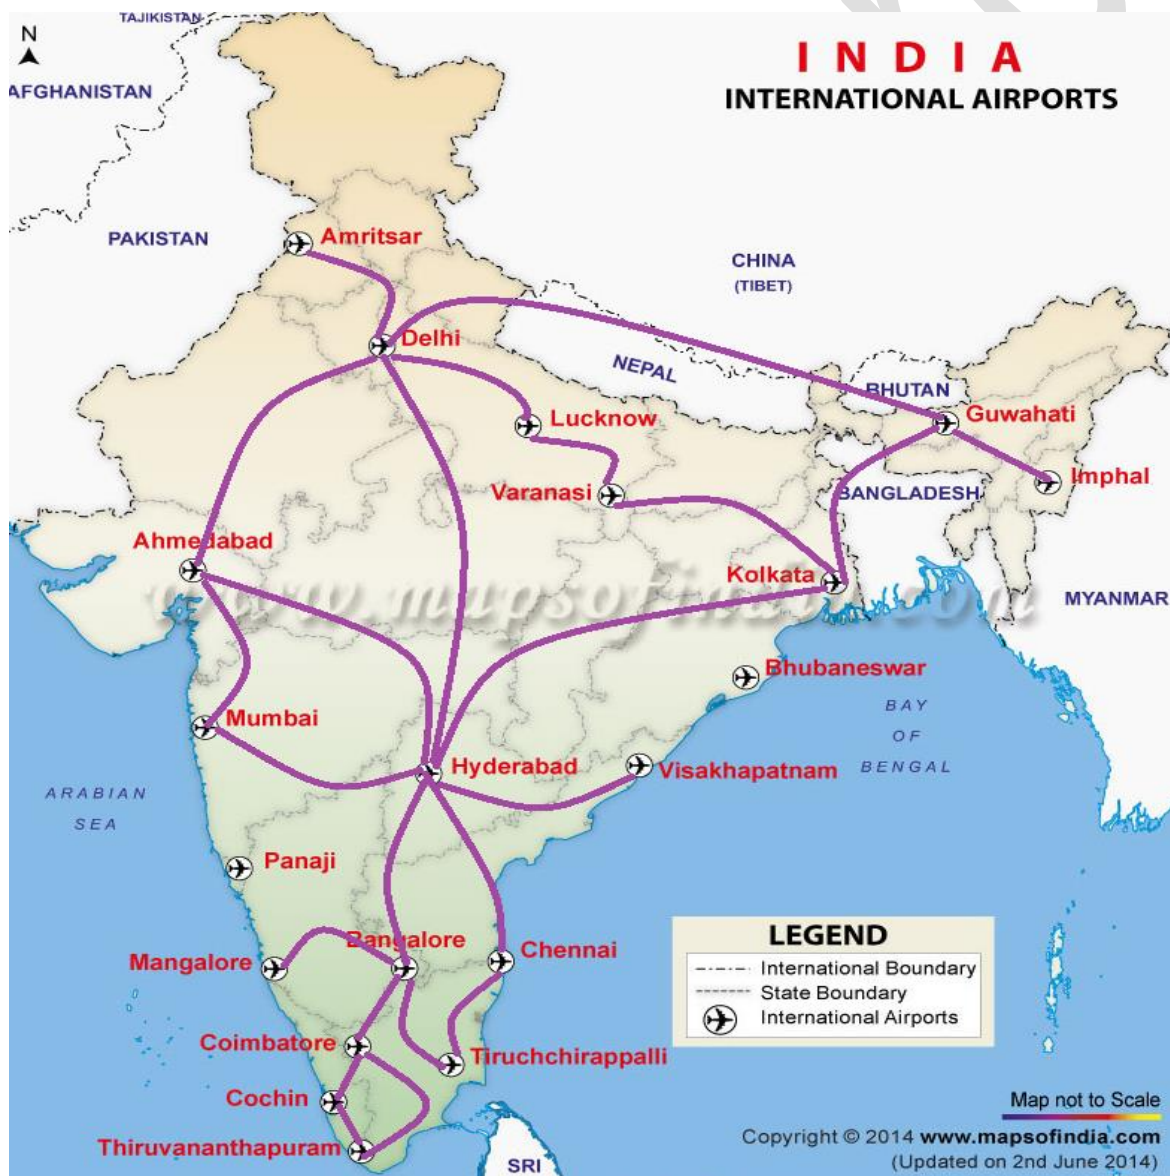 TAJIKISTAN
N
I N D I A
INTERNATIONAL AIRPORTS
AFGHANISTAN
PAKISTAN
Amritsar
CHINA
(TIBET)
Delhi
NEPAL
BHUTAN
Lucknow
Guwahati
Varanasi
Imphal
BANGLADESH
Ahmedabad
Kolkata
www.mapsofindia.com
MYANMAR
Bhubaneswar
BAY
OF
BENGAL
Mumbai
Hyderabad
Visakhapatnam
ARABIAN
SEA
Panaji
Bangalore
Chennai
Mangalore
LEGEND
International Boundary
State Boundary
International Airports
Coimbatore
Tiruchchirappalli
Cochin
Thiruvananthapuram
SRI
Map not to Scale
Copyright © 2014 www.mapsofindia.com
(Updated on 2nd June 2014)